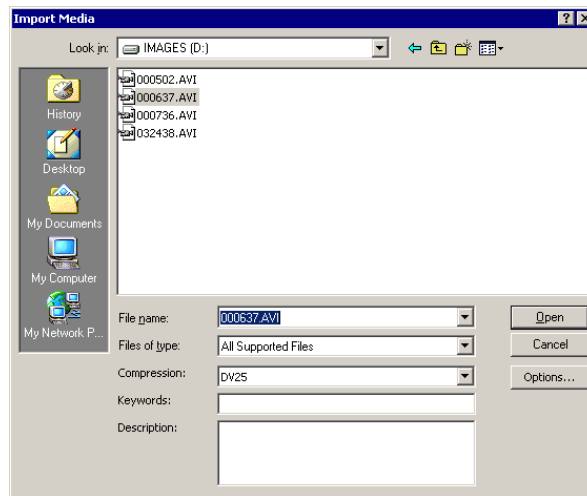 Import Media
Look in: IMAGES (D:)
History
Desktop
My Documents
My Computer
My Network P...
000502.AVI
000637.AVI
000736.AVI
032438.AVI
File name: 000637.AVI Open
Files of type: All Supported Files Cancel
Compression: DV25 Options...
Keywords:
Description: